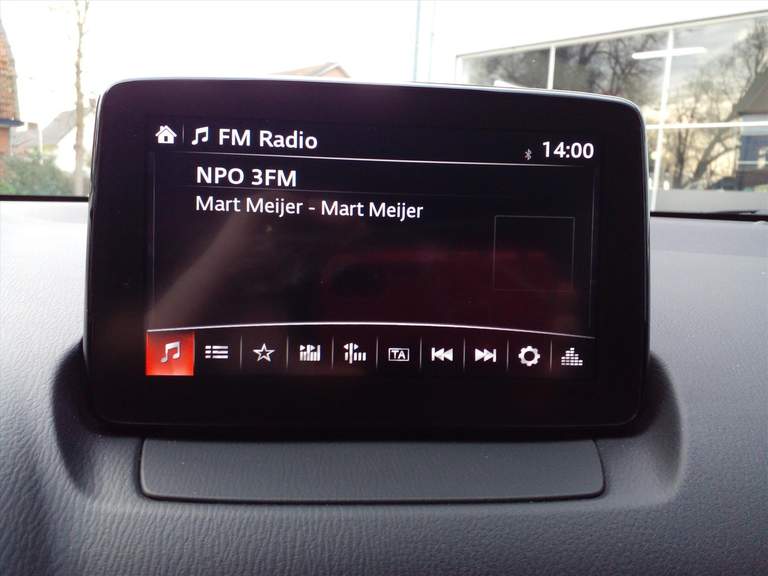 FM Radio
14:00
NPO 3FM
Mart Meijer - Mart Meijer
TA